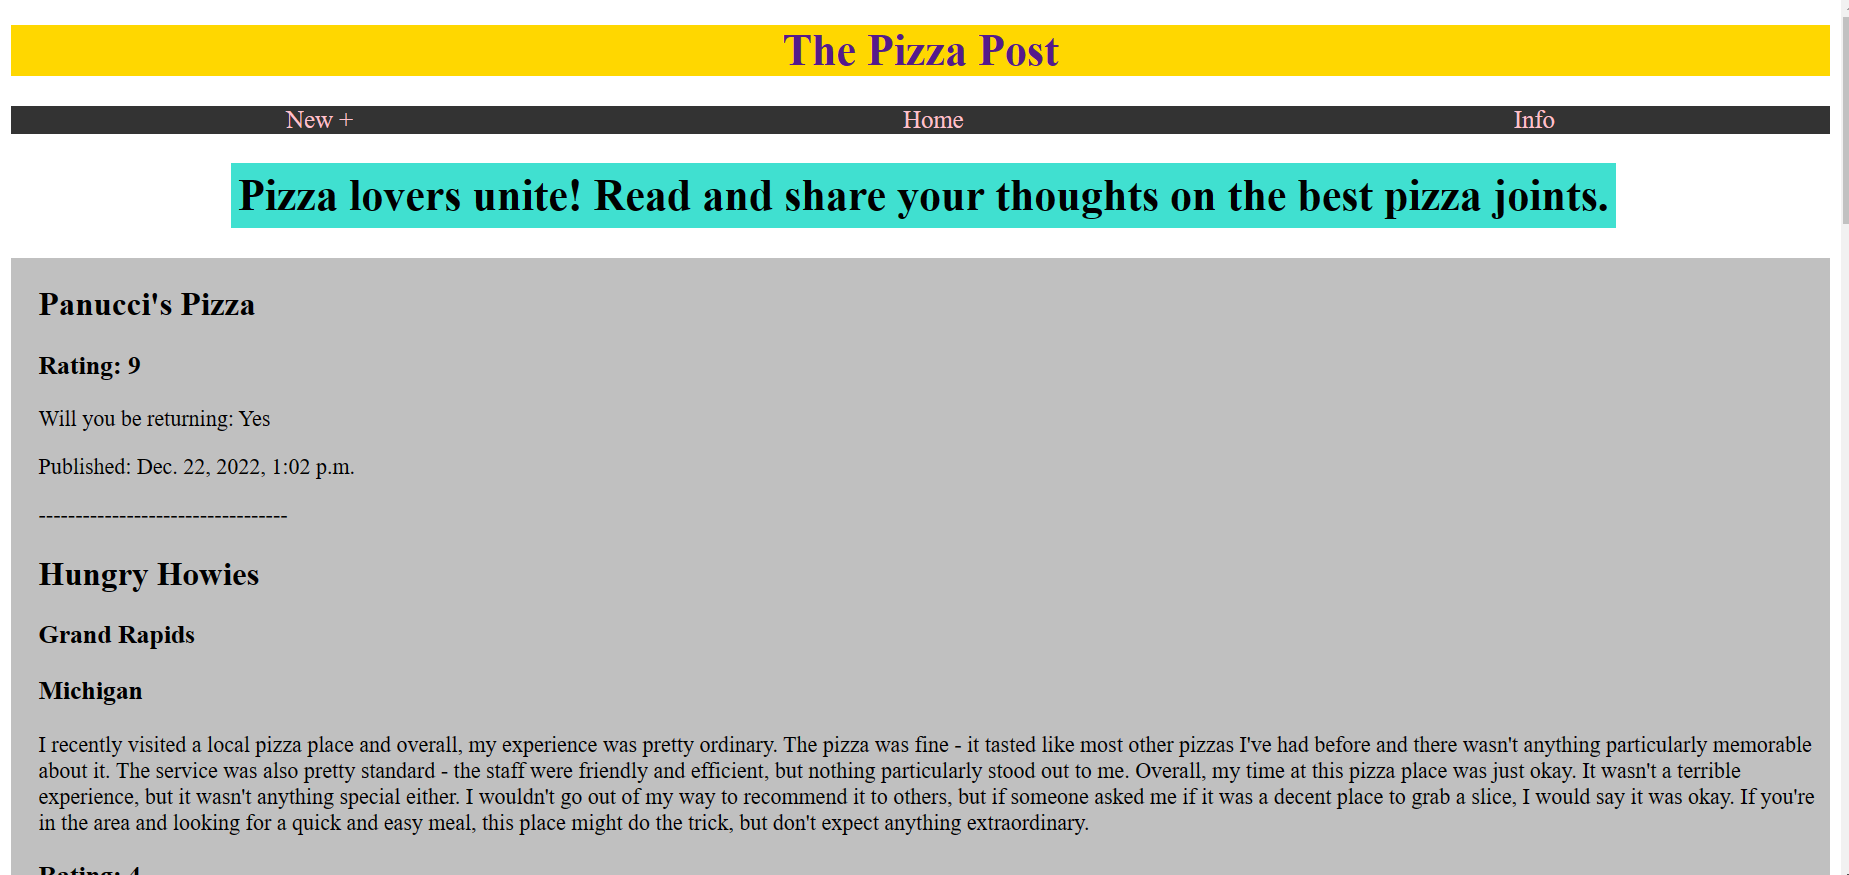 The Pizza Post
New + Home Info
Pizza lovers unite! Read and share your thoughts on the best pizza joints.
Panucci's Pizza
Rating: 9
Will you be returning: Yes
Published: Dec. 22, 2022, 1:02 p.m.
----------------------------------
Hungry Howies
Grand Rapids
Michigan
I recently visited a local pizza place and overall, my experience was pretty ordinary. The pizza was fine - it tasted like most other pizzas I've had before and there wasn't anything particularly memorable
about it. The service was also pretty standard - the staff were friendly and efficient, but nothing particularly stood out to me. Overall, my time at this pizza place was just okay. It wasn't a terrible
experience, but it wasn't anything special either. I wouldn't go out of my way to recommend it to others, but if someone asked me if it was a decent place to grab a slice, I would say it was okay. If you're
in the area and looking for a quick and easy meal, this place might do the trick, but don't expect anything extraordinary.
Rating: 4